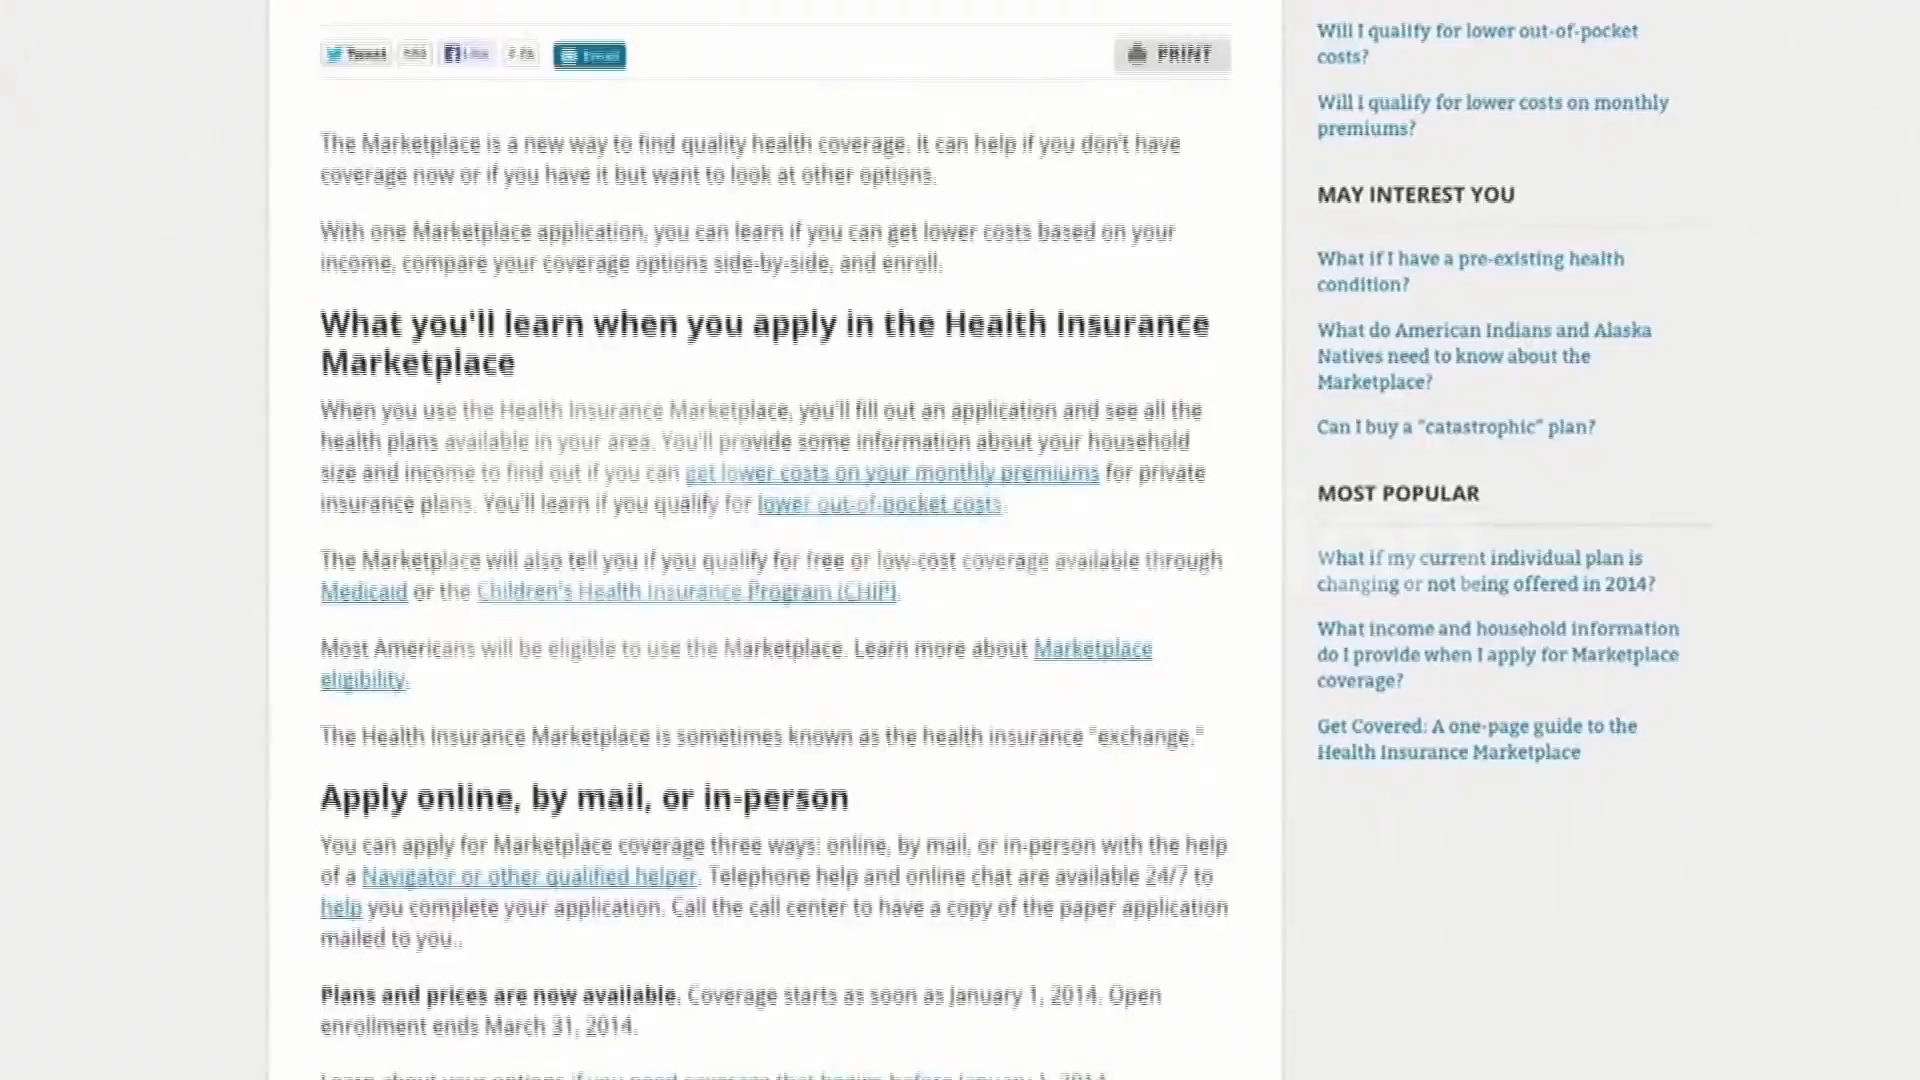 Tweet
Like
Email
PRINT
The Marketplace is a new way to find quality health coverage. It can help if you don't have
coverage now or if you have it but want to look at other options.
With one Marketplace application, you can learn if you can get lower costs based on your
income, compare your coverage options side-by-side, and enroll.
What you'll learn when you apply in the Health Insurance
Marketplace
When you use the Health Insurance Marketplace, you'll fill out an application and see all the
health plans available in your area. You'll provide some information about your household
size and income to find out if you can get lower costs on your monthly premiums for private
insurance plans. You'll learn if you qualify for lower out-of-pocket costs.
The Marketplace will also tell you if you qualify for free or low-cost coverage available through
Medicaid or the Children's Health Insurance Program (CHIP).
Most Americans will be eligible to use the Marketplace. Learn more about Marketplace
eligibility.
The Health Insurance Marketplace is sometimes known as the health insurance "exchange."
Apply online, by mail, or in-person
You can apply for Marketplace coverage three ways: online, by mail, or in-person with the help
of a Navigator or other qualified helper. Telephone help and online chat are available 24/7 to
help you complete your application. Call the call center to have a copy of the paper application
mailed to you..
Plans and prices are now available. Coverage starts as soon as January 1, 2014. Open
enrollment ends March 31, 2014.
Learn about your options if you need coverage that begins before January 1, 2014.
Will I qualify for lower out-of-pocket
costs?
Will I qualify for lower costs on monthly
premiums?
MAY INTEREST YOU
What if I have a pre-existing health
condition?
What do American Indians and Alaska
Natives need to know about the
Marketplace?
Can I buy a "catastrophic" plan?
MOST POPULAR
What if my current individual plan is
changing or not being offered in 2014?
What income and household information
do I provide when I apply for Marketplace
coverage?
Get Covered: A one-page guide to the
Health Insurance Marketplace